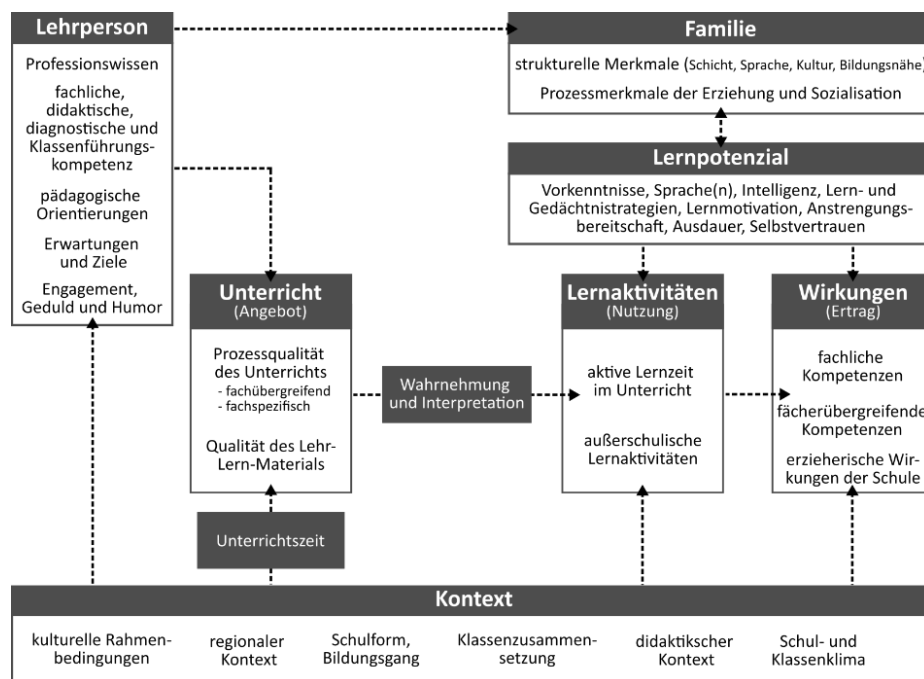 Lehrperson
Professionswissen
fachliche,
didaktische,
diagnostische und
Klassenführungs-
kompetenz
pädagogische
Orientierungen
Erwartungen
und Ziele
Engagement,
Geduld und Humor
Familie
strukturelle Merkmale (Schicht, Sprache, Kultur, Bildungsnähe)
Prozessmerkmale der Erziehung und Sozialisation
Lernpotenzial
Vorkenntnisse, Sprache(n), Intelligenz, Lern- und
Gedächtnistrategien, Lernmotivation, Anstrengungs-
bereitschaft, Ausdauer, Selbstvertrauen
Unterricht
(Angebot)
Prozessqualität
des Unterrichts
- fachübergreifend
- fachspezifisch
Qualität des Lehr-
Lern-Materials
Wahrnehmung
und Interpretation
Lernaktivitäten
(Nutzung)
aktive Lernzeit
im Unterricht
außerschulische
Lernaktivitäten
Wirkungen
(Ertrag)
fachliche
Kompetenzen
fächerübergreifende
Kompetenzen
erzieherische Wir-
kungen der Schule
Unterrichtszeit
Kontext
kulturelle Rahmen-
bedingungen
regionaler
Kontext
Schulform,
Bildungsgang
Klassenzusammen-
setzung
didaktikscher
Kontext
Schul- und
Klassenklima